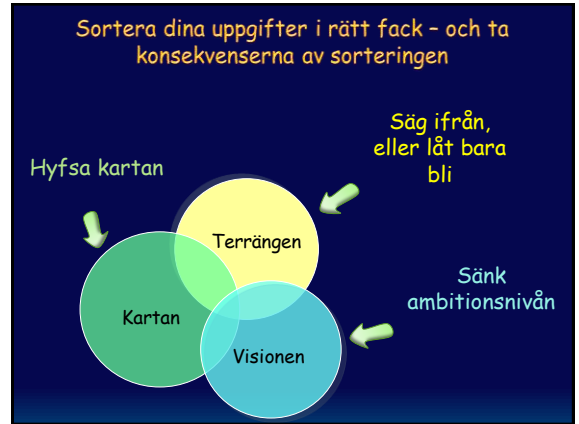 Sortera dina uppgifter i rätt fack – och ta
konsekvenserna av sorteringen
Säg ifrån,
eller låt bara
bli
Hyfsa kartan
Terrängen
Sänk
ambitionsnivån
Kartan
Visionen